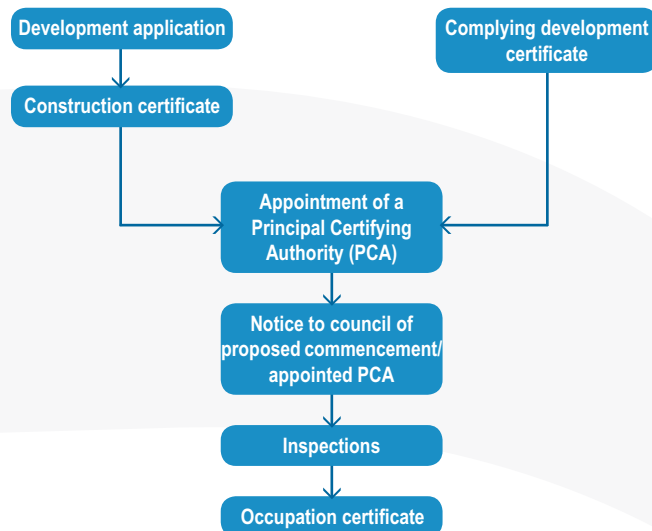 Development application
Complying development
certificate
Construction certificate
Appointment of a
Principal Certifying
Authority (PCA)
Notice to council of
proposed commencement/
appointed PCA
Inspections
Occupation certificate